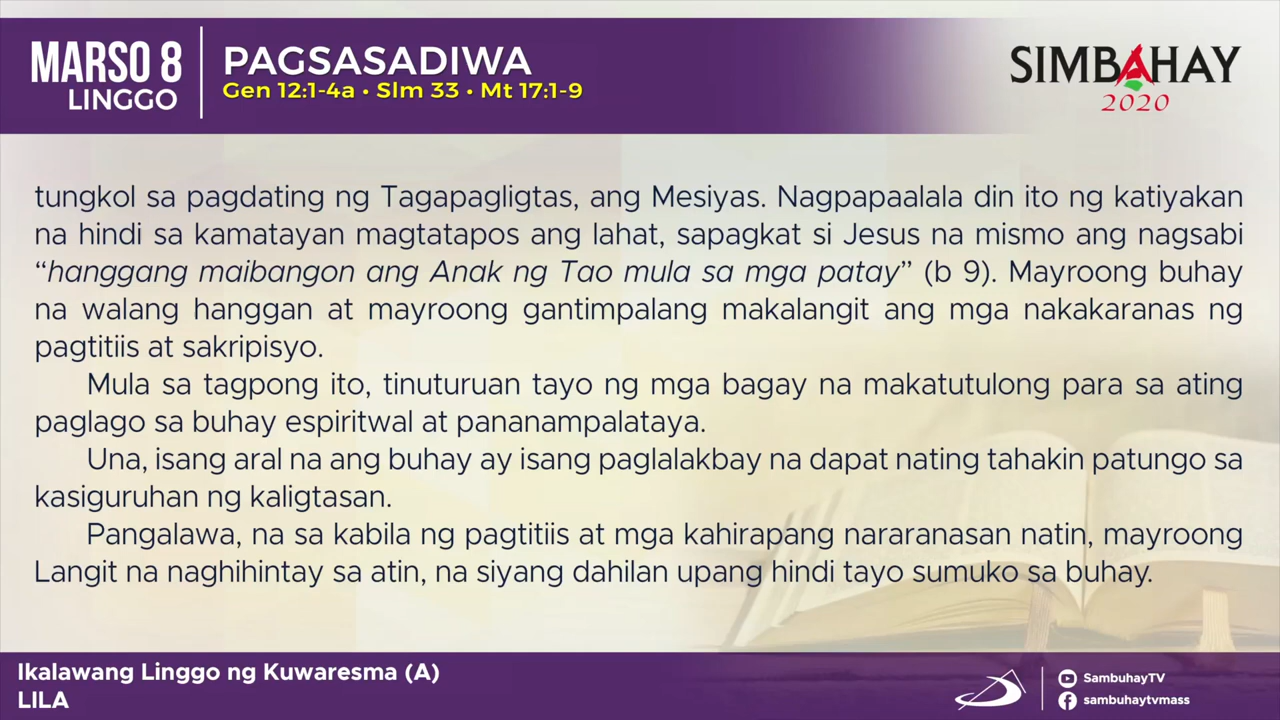 MARSO 8
LINGGO
PAGSASADIWA
Gen 12:1-4a • Slm 33 • Mt 17:1-9
SIMBAHAY
2020
tungkol sa pagdating ng Tagapagligtas, ang Mesiyas. Nagpapaalala din ito ng katiyakan
na hindi sa kamatayan magtatapos ang lahat, sapagkat si Jesus na mismo ang nagsabi
“hanggang maibangon ang Anak ng Tao mula sa mga patay” (b 9). Mayroong buhay
na walang hanggan at mayroong gantimpalang makalangit ang mga nakakaranas ng
pagtitiis at sakripisyo.
Mula sa tagpong ito, tinuturuan tayo ng mga bagay na makatutulong para sa ating
paglago sa buhay espiritwal at pananampalataya.
Una, isang aral na ang buhay ay isang paglalakbay na dapat nating tahakin patungo sa
kasiguruhan ng kaligtasan.
Pangalawa, na sa kabila ng pagtitiis at mga kahirapang nararanasan natin, mayroong
Langit na naghihintay sa atin, na siyang dahilan upang hindi tayo sumuko sa buhay.
Ikalawang Linggo ng Kuwaresma (A)
LILA
SambuhayTV
sambuhaytvmass